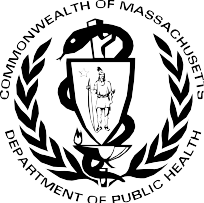 COMMONWEALTH OF MASSACHUSETTS
DEPARTMENT OF PUBLIC HEALTH